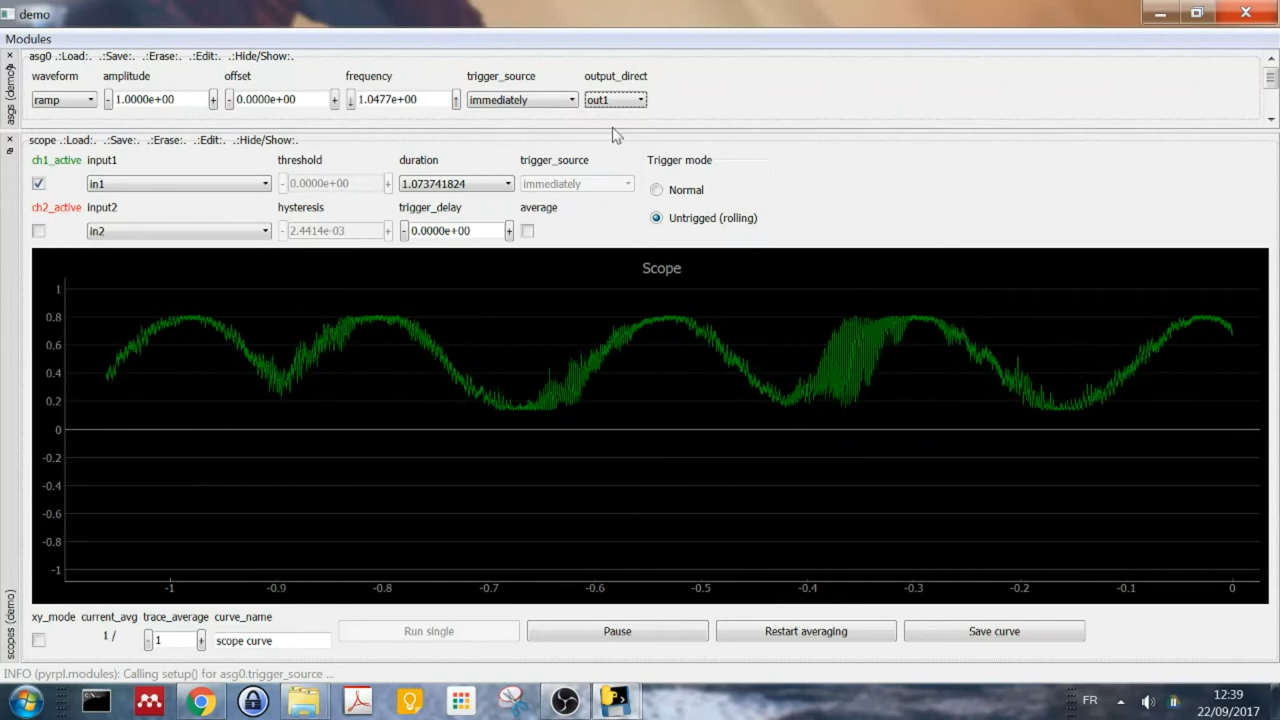 demo
Modules
asg0 .:Load:. .:Save:. .:Erase:. .:Edit:. .:Hide/Show:.
waveform amplitude offset frequency trigger_source output_direct
ramp - 1.0000e+00 + - 0.0000e+00 + ↓ 1.0477e+00 ↑ immediately out1
asgs (demo)
scope .:Load:. .:Save:. .:Erase:. .:Edit:. .:Hide/Show:.
ch1_active input1 threshold duration trigger_source Trigger mode
in1 - 0.0000e+00 + 1.073741824 immediately Normal
ch2_active input2 hysteresis trigger_delay average Untrigged (rolling)
in2 - 2.4414e-03 + - 0.0000e+00 +
Scope
1
0.8
0.6
0.4
0.2
0
-0.2
-0.4
-0.6
-0.8
-1
-1 -0.9 -0.8 -0.7 -0.6 -0.5 -0.4 -0.3 -0.2 -0.1 0
scopes (demo)
xy_mode current_avg trace_average curve_name
1 / - 1 + scope curve Run single Pause Restart averaging Save curve
INFO (pyrpl.modules): Calling setup() for asg0.trigger_source ...
FR 12:39
22/09/2017